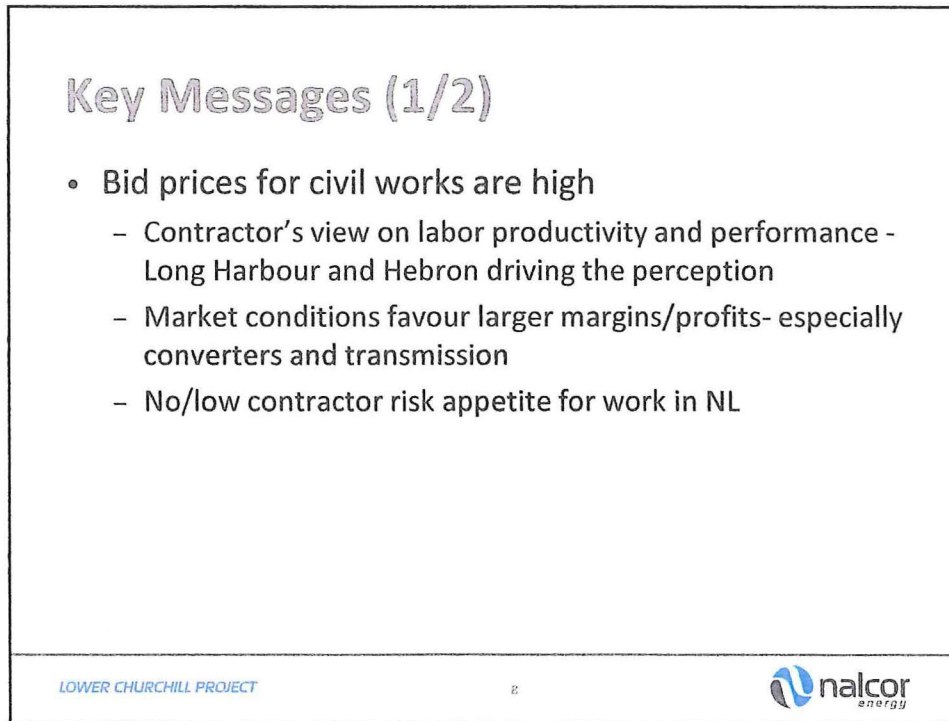 Key Messages (1/2)
• Bid prices for civil works are high
– Contractor's view on labor productivity and performance -
Long Harbour and Hebron driving the perception
– Market conditions favour larger margins/profits- especially
converters and transmission
– No/low contractor risk appetite for work in NL
LOWER CHURCHILL PROJECT
nalcor
energy